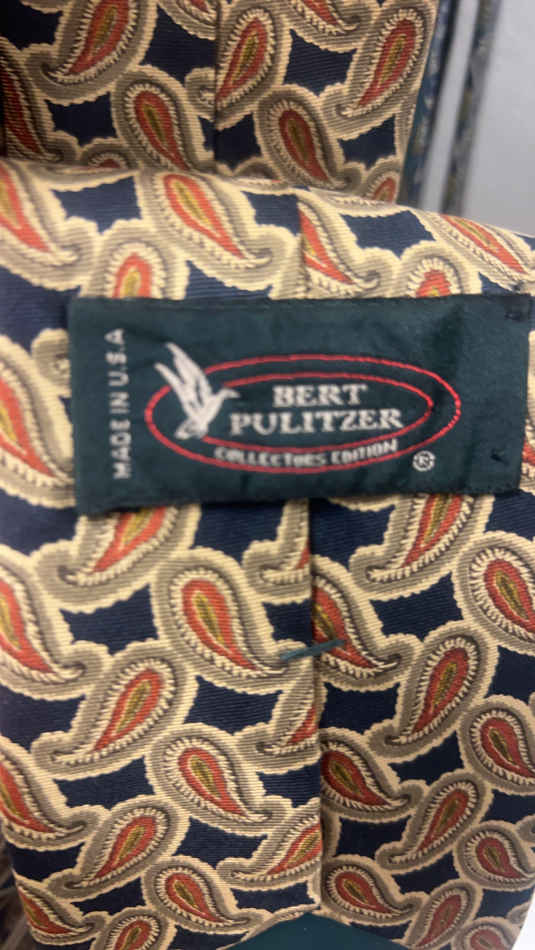 MADE IN U.S.A
BERT
PULITZER
COLLECTORS EDITION
®